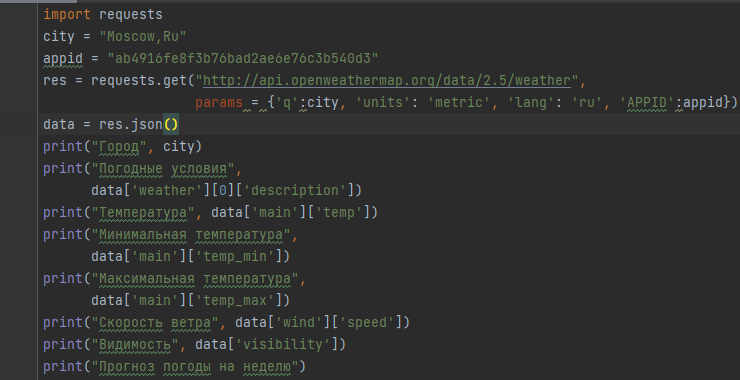 import requests
city = "Moscow,Ru"
appid = "ab4916fe8f3b76bad2ae6e76c3b540d3"
res = requests.get("http://api.openweathermap.org/data/2.5/weather",
params = {'q':city, 'units': 'metric', 'lang': 'ru', 'APPID':appid})
data = res.json()
print("Город", city)
print("Погодные условия",
data['weather'][0]['description'])
print("Температура", data['main']['temp'])
print("Минимальная температура",
data['main']['temp_min'])
print("Максимальная температура",
data['main']['temp_max'])
print("Скорость ветра", data['wind']['speed'])
print("Видимость", data['visibility'])
print("Прогноз погоды на неделю")